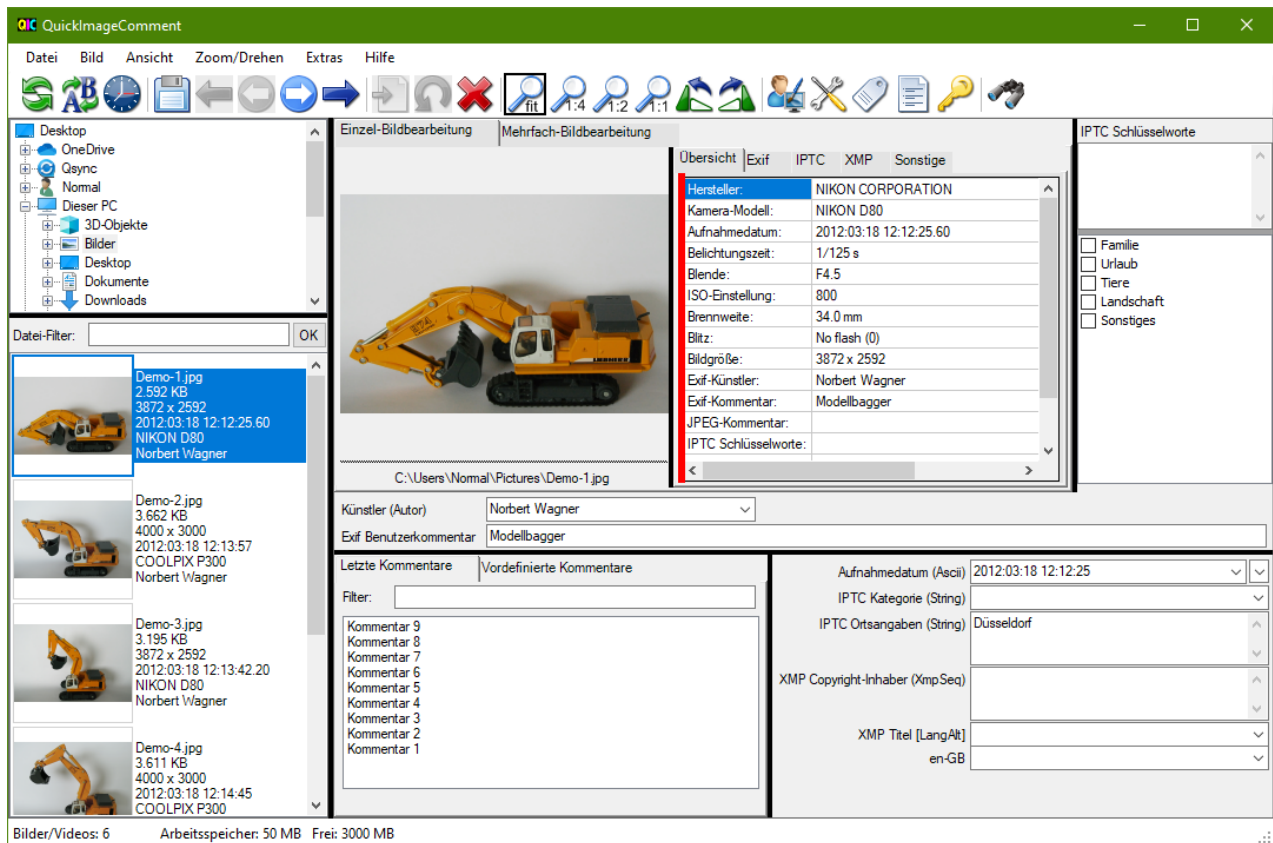 QuickImageComment
Datei Bild Ansicht Zoom/Drehen Extras Hilfe
fit 1:4 1:2 1:1
Desktop
OneDrive
Qsync
Normal
Dieser PC
3D-Objekte
Bilder
Desktop
Dokumente
Downloads
Datei-Filter: OK
Demo-1.jpg
2.592 KB
3872 x 2592
2012:03:18 12:12:25.60
NIKON D80
Norbert Wagner
Demo-2.jpg
3.662 KB
4000 x 3000
2012:03:18 12:13:57
COOLPIX P300
Norbert Wagner
Demo-3.jpg
3.195 KB
3872 x 2592
2012:03:18 12:13:42.20
NIKON D80
Norbert Wagner
Demo-4.jpg
3.611 KB
4000 x 3000
2012:03:18 12:14:45
COOLPIX P300
Einzel-Bildbearbeitung Mehrfach-Bildbearbeitung
LIEBHERR
C:\Users\Normal\Pictures\Demo-1.jpg
Übersicht Exif IPTC XMP Sonstige
Hersteller: NIKON CORPORATION
Kamera-Modell: NIKON D80
Aufnahmedatum: 2012:03:18 12:12:25.60
Belichtungszeit: 1/125 s
Blende: F4.5
ISO-Einstellung: 800
Brennweite: 34.0 mm
Blitz: No flash (0)
Bildgröße: 3872 x 2592
Exif-Künstler: Norbert Wagner
Exif-Kommentar: Modellbagger
JPEG-Kommentar:
IPTC Schlüsselworte:
IPTC Schlüsselworte
Familie
Urlaub
Tiere
Landschaft
Sonstiges
Künstler (Autor) Norbert Wagner
Exif Benutzerkommentar Modellbagger
Letzte Kommentare Vordefinierte Kommentare
Filter:
Kommentar 9
Kommentar 8
Kommentar 7
Kommentar 6
Kommentar 5
Kommentar 4
Kommentar 3
Kommentar 2
Kommentar 1
Aufnahmedatum (Ascii) 2012:03:18 12:12:25
IPTC Kategorie (String)
IPTC Ortsangaben (String) Düsseldorf
XMP Copyright-Inhaber (XmpSeq)
XMP Titel [LangAlt]
en-GB
Bilder/Videos: 6 Arbeitsspeicher: 50 MB Frei: 3000 MB